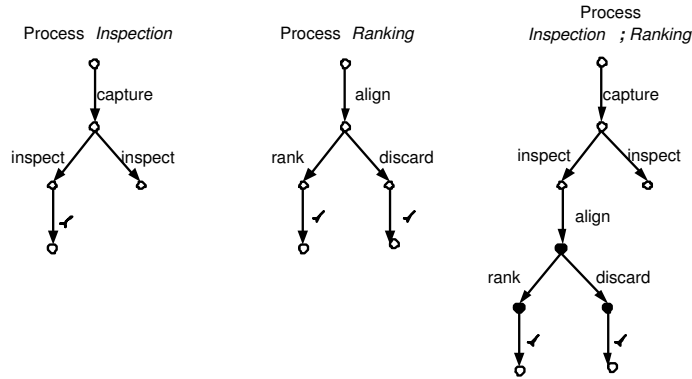 Process
Process Inspection
Process Ranking
Inspection ; Ranking
capture
align
capture
inspect
inspect
rank
discard
inspect
inspect
✓
✓
✓
align
rank
discard
✓
✓